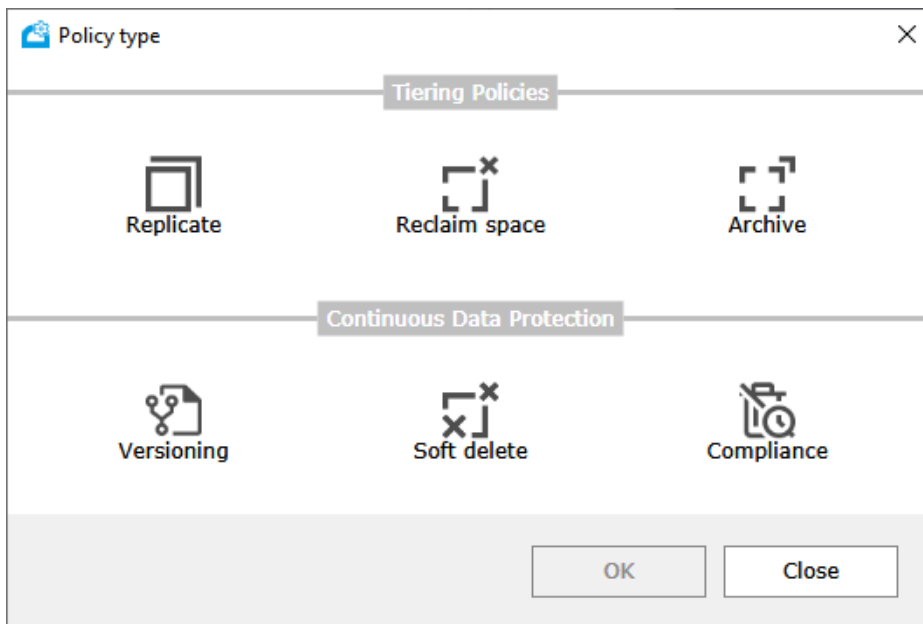 Policy type
Tiering Policies
Replicate
Reclaim space
Archive
Continuous Data Protection
Versioning
Soft delete
Compliance
OK
Close